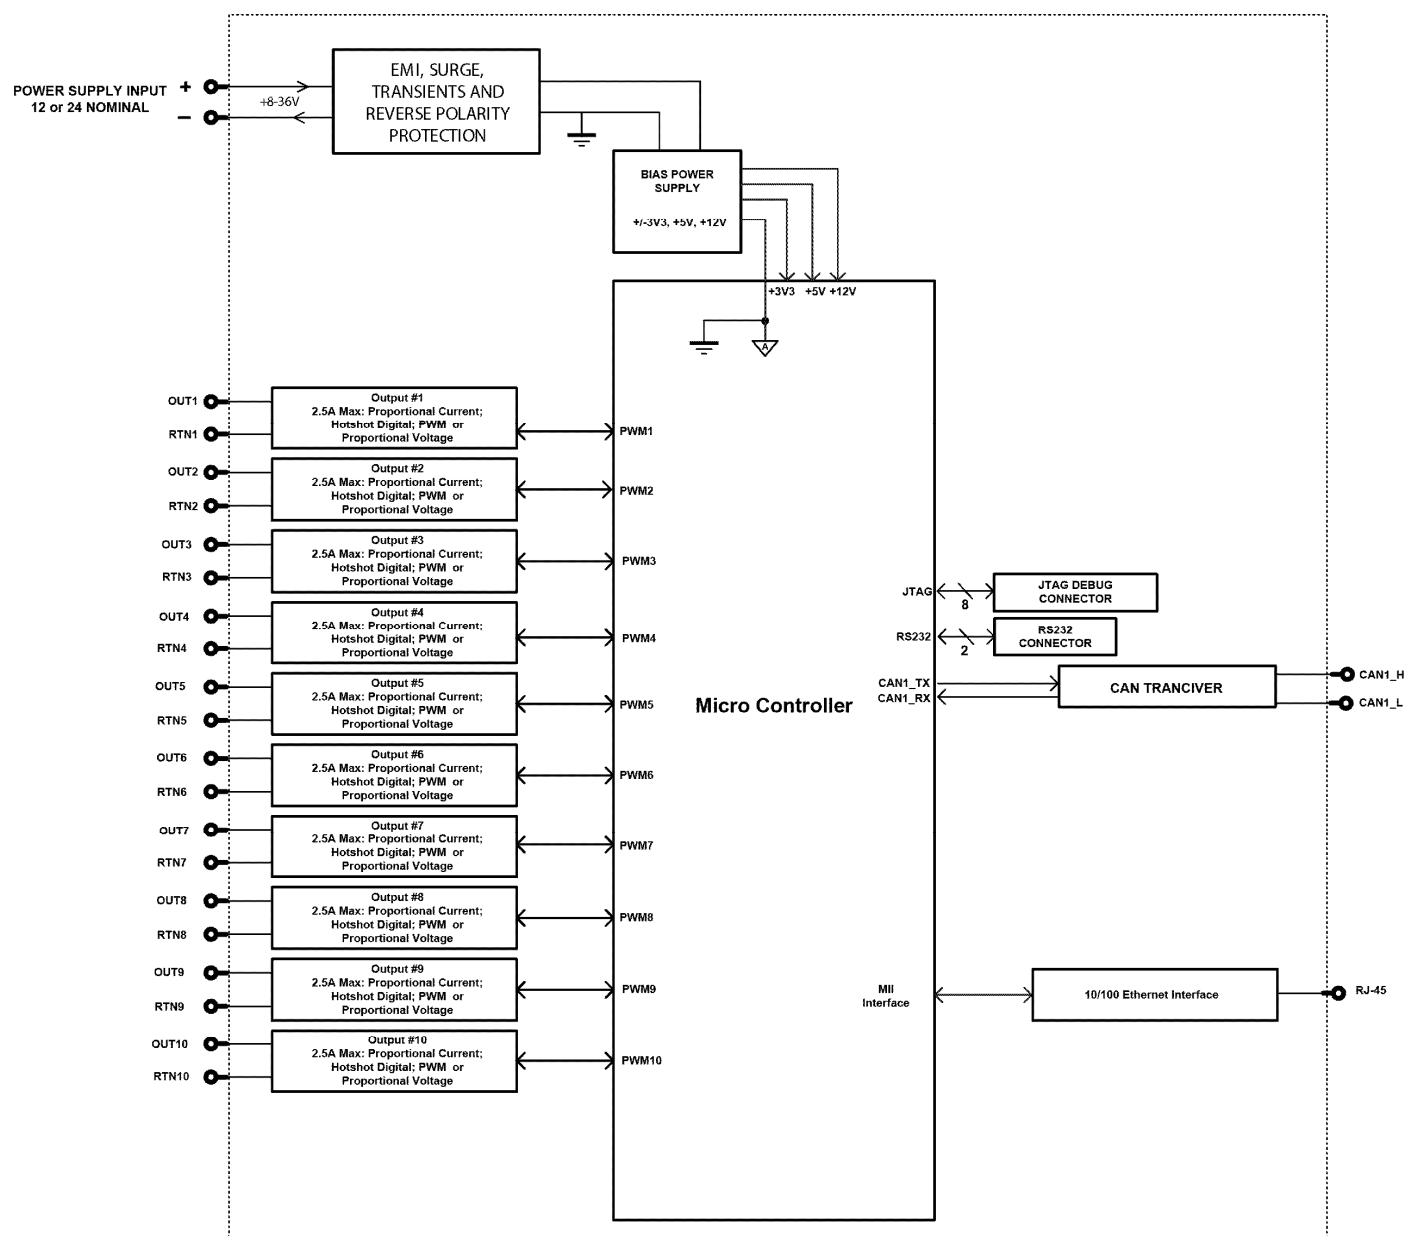 POWER SUPPLY INPUT
12 or 24 NOMINAL
+
−
+8-36V
EMI, SURGE,
TRANSIENTS AND
REVERSE POLARITY
PROTECTION
BIAS POWER
SUPPLY
+/-3V3, +5V, +12V
+3V3 +5V +12V
A
OUT1
RTN1
Output #1
2.5A Max: Proportional Current;
Hotshot Digital; PWM or
Proportional Voltage
PWM1
OUT2
RTN2
Output #2
2.5A Max: Proportional Current;
Hotshot Digital; PWM or
Proportional Voltage
PWM2
OUT3
RTN3
Output #3
2.5A Max: Proportional Current;
Hotshot Digital; PWM or
Proportional Voltage
PWM3
OUT4
RTN4
Output #4
2.5A Max: Proportional Current;
Hotshot Digital; PWM or
Proportional Voltage
PWM4
OUT5
RTN5
Output #5
2.5A Max: Proportional Current;
Hotshot Digital; PWM or
Proportional Voltage
PWM5
OUT6
RTN6
Output #6
2.5A Max: Proportional Current;
Hotshot Digital; PWM or
Proportional Voltage
PWM6
OUT7
RTN7
Output #7
2.5A Max: Proportional Current;
Hotshot Digital; PWM or
Proportional Voltage
PWM7
OUT8
RTN8
Output #8
2.5A Max: Proportional Current;
Hotshot Digital; PWM or
Proportional Voltage
PWM8
OUT9
RTN9
Output #9
2.5A Max: Proportional Current;
Hotshot Digital; PWM or
Proportional Voltage
PWM9
OUT10
RTN10
Output #10
2.5A Max: Proportional Current;
Hotshot Digital; PWM or
Proportional Voltage
PWM10
Micro Controller
JTAG
8
JTAG DEBUG
CONNECTOR
RS232
2
RS232
CONNECTOR
CAN1_TX
CAN1_RX
CAN TRANCIVER
CAN1_H
CAN1_L
MII
Interface
10/100 Ethernet Interface
RJ-45